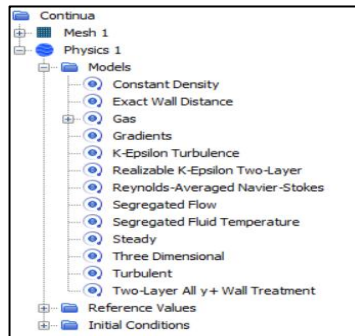 Continua
Mesh 1
Physics 1
Models
Constant Density
Exact Wall Distance
Gas
Gradients
K-Epsilon Turbulence
Realizable K-Epsilon Two-Layer
Reynolds-Averaged Navier-Stokes
Segregated Flow
Segregated Fluid Temperature
Steady
Three Dimensional
Turbulent
Two-Layer All y+ Wall Treatment
Reference Values
Initial Conditions